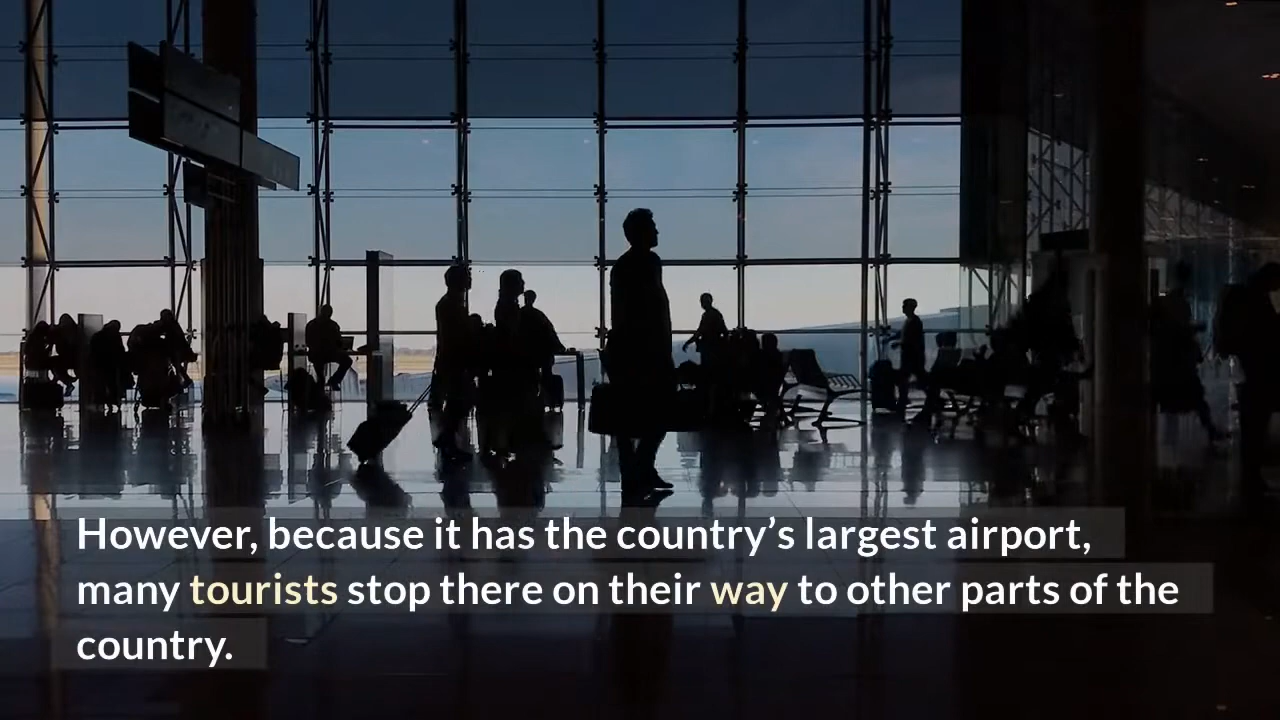 However, because it has the country’s largest airport,
many tourists stop there on their way to other parts of the
country.